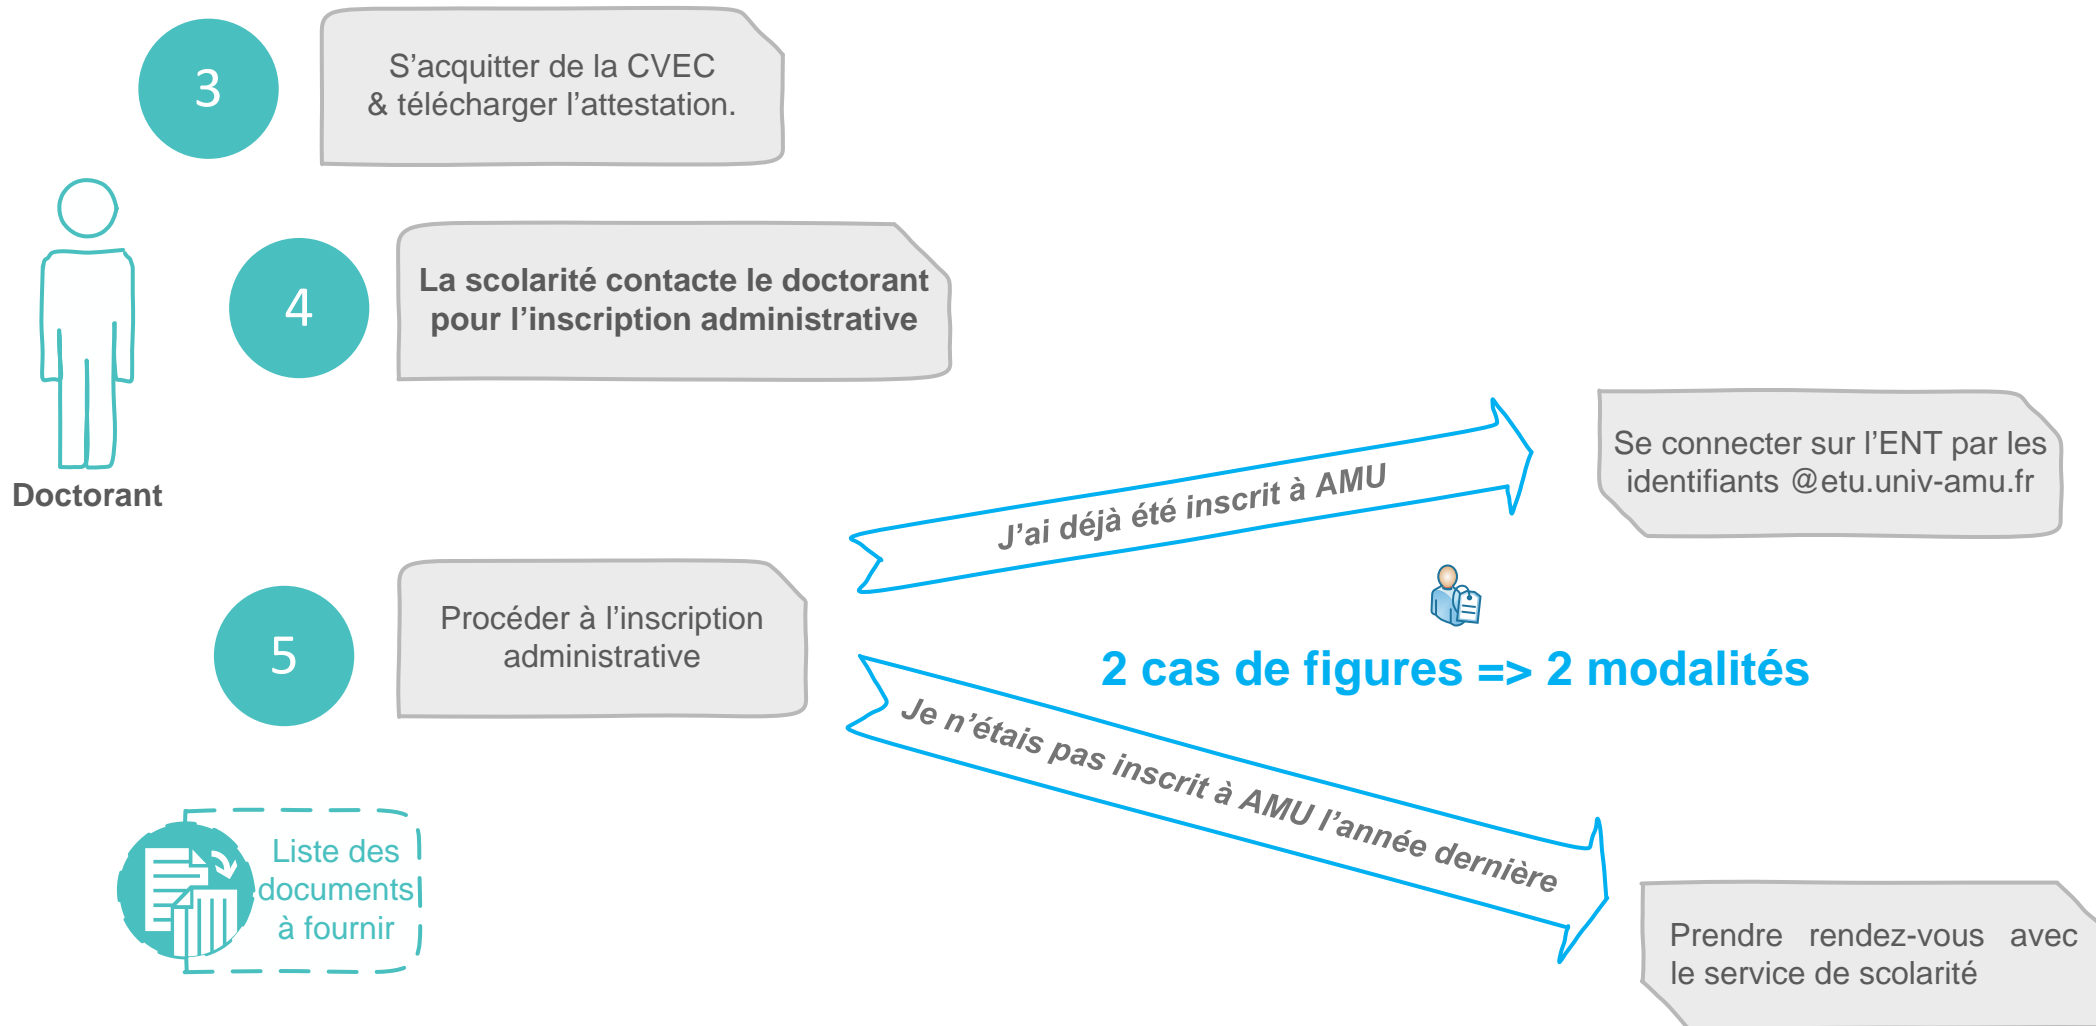 3
S’acquitter de la CVEC
& télécharger l’attestation.
4
La scolarité contacte le doctorant
pour l’inscription administrative
Doctorant
J’ai déjà été inscrit à AMU
Se connecter sur l’ENT par les
identifiants @etu.univ-amu.fr
5
Procéder à l’inscription
administrative
2 cas de figures => 2 modalités
Je n’étais pas inscrit à AMU l’année dernière
Liste des
documents
à fournir
Prendre rendez-vous avec
le service de scolarité